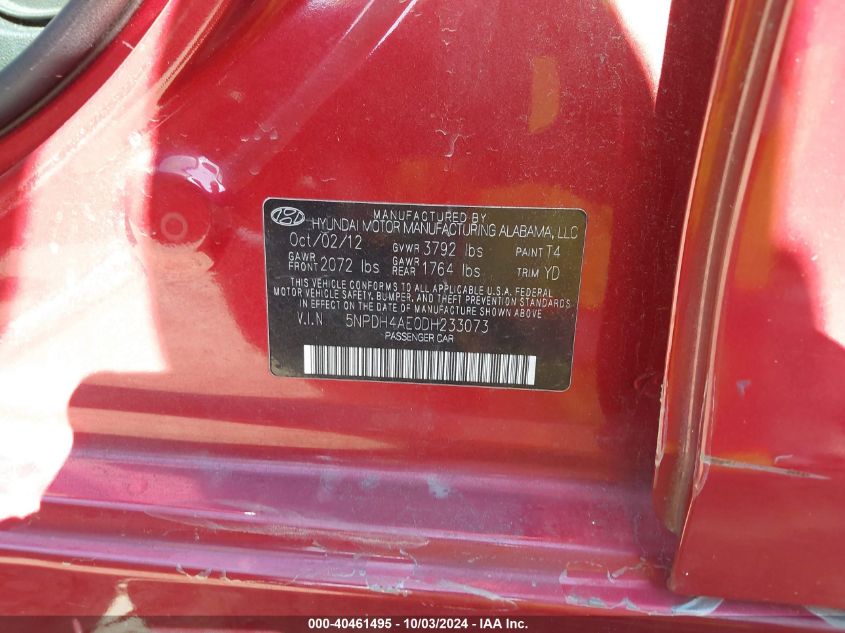 MANUFACTURED BY
HYUNDAI MOTOR MANUFACTURING ALABAMA, LLC
Oct/02/12 GVWR 3792 lbs PAINT T4
GAWR FRONT 2072 lbs GAWR REAR 1764 lbs TRIM YD
THIS VEHICLE CONFORMS TO ALL APPLICABLE U.S.A. FEDERAL
MOTOR VEHICLE SAFETY, BUMPER, AND THEFT PREVENTION STANDARDS
IN EFFECT ON THE DATE OF MANUFACTURE SHOWN ABOVE
V.I.N 5NPDH4AE0DH233073
PASSENGER CAR
000-40461495 - 10/03/2024 - IAA Inc.